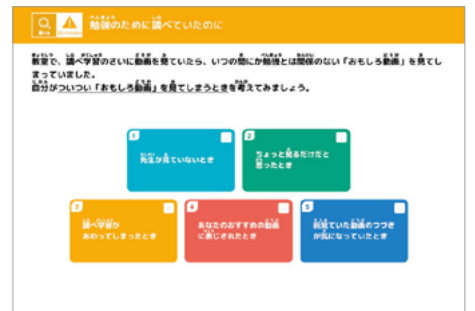 勉強のために調べていたのに
教室で、調べ学習のさいに動画を見ていたら、いつの間にか勉強とは関係のない「おもしろ動画」を見てし
まっていました。
自分がついつい「おもしろ動画」を見てしまうときを考えてみましょう。
1
先生が見ていないとき
2
ちょっと見るだけだと
思ったとき
3
調べ学習が
おわってしまったとき
4
あなたのおすすめの動画
に表示されたとき
5
前見ていた動画のつづき
が気になっていたとき